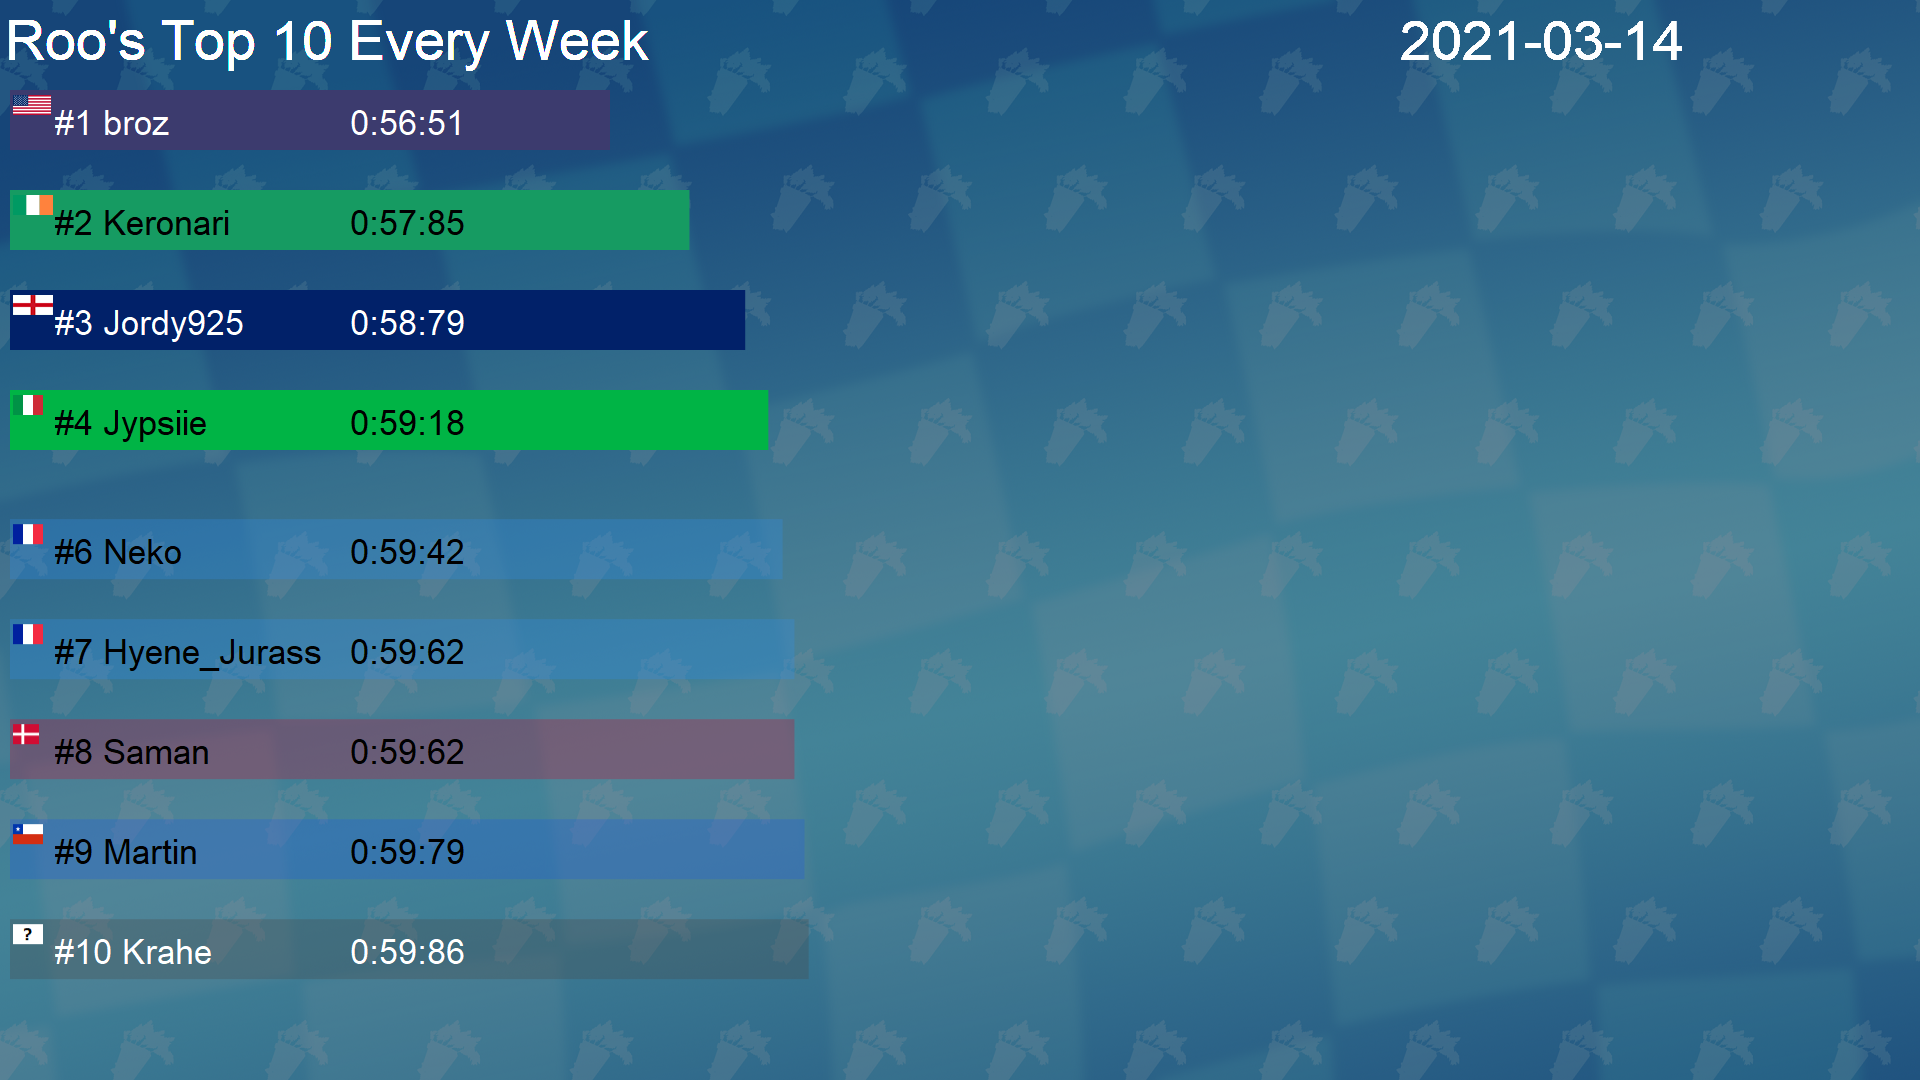 Roo's Top 10 Every Week 2021-03-14
#1 broz 0:56:51
#2 Keronari 0:57:85
#3 Jordy925 0:58:79
#4 Jypsiie 0:59:18
#6 Neko 0:59:42
#7 Hyene_Jurass 0:59:62
#8 Saman 0:59:62
#9 Martin 0:59:79
?
#10 Krahe 0:59:86